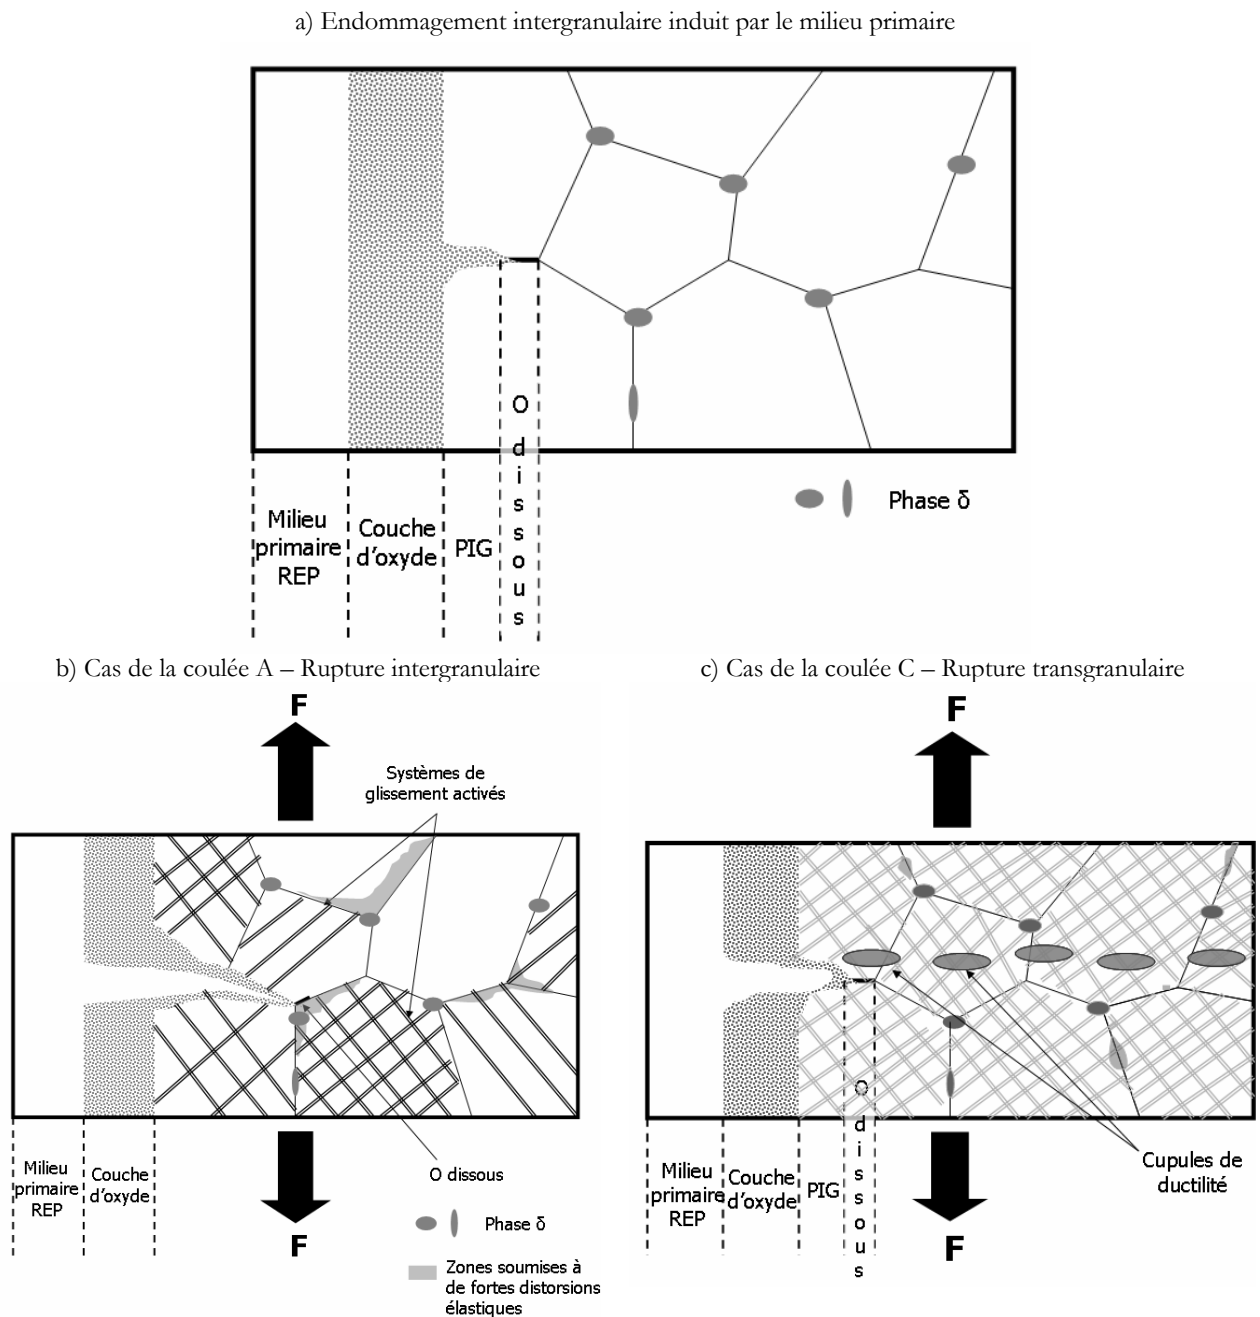 a) Endommagement intergranulaire induit par le milieu primaire
O
d
i
s
s
o
u
s
Milieu
primaire
REP
Couche
d'oxyde
PIG
Phase δ
b) Cas de la coulée A – Rupture intergranulaire
F
Systèmes de
glissement activés
Milieu
primaire
REP
Couche
d'oxyde
O dissous
F
Phase δ
Zones soumises à
de fortes distorsions
élastiques
c) Cas de la coulée C – Rupture transgranulaire
F
O
d
i
s
s
o
u
s
Milieu
primaire
REP
Couche
d'oxyde
PIG
Cupules de
ductilité
F